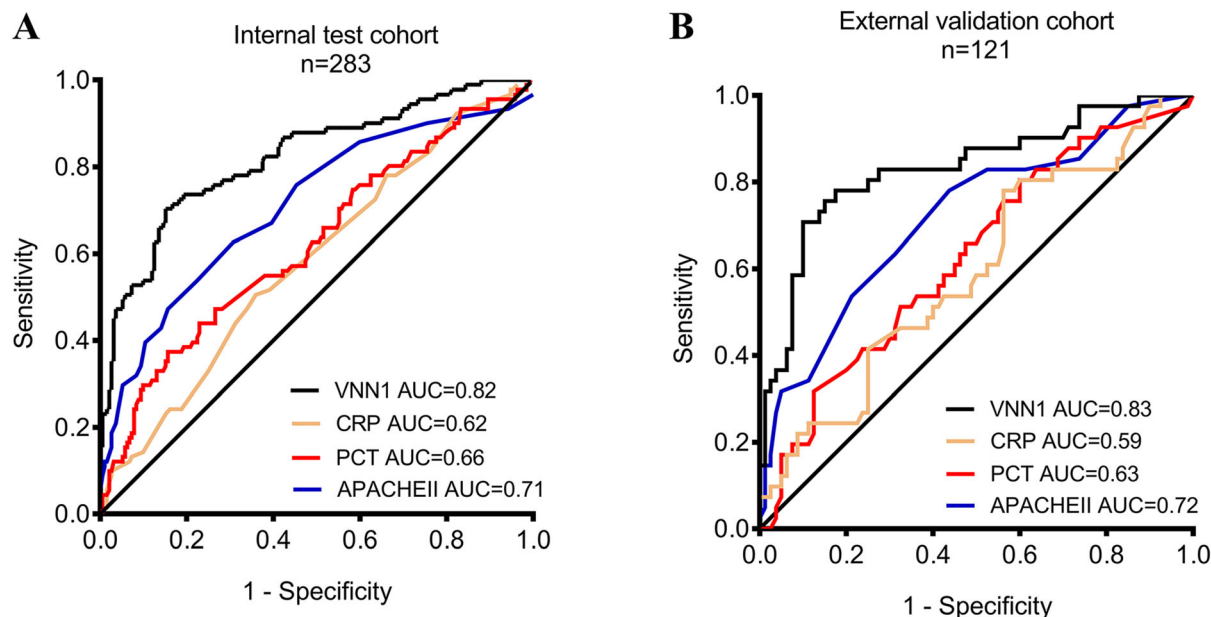 A
Internal test cohort
n=283
1.0
0.8
0.6
0.4
0.2
0.0
Sensitivity
VNN1 AUC=0.82
CRP AUC=0.62
PCT AUC=0.66
APACHEII AUC=0.71
0.0 0.2 0.4 0.6 0.8 1.0
1 - Specificity
B
External validation cohort
n=121
1.0
0.8
0.6
0.4
0.2
0.0
Sensitivity
VNN1 AUC=0.83
CRP AUC=0.59
PCT AUC=0.63
APACHEII AUC=0.72
0.0 0.2 0.4 0.6 0.8 1.0
1 - Specificity